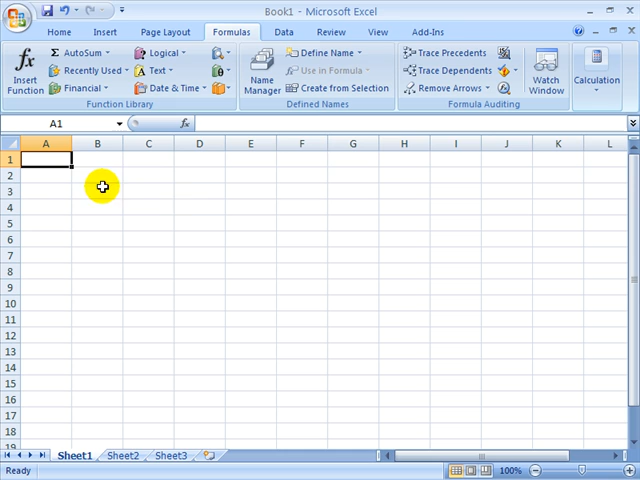 Book1 - Microsoft Excel
Home Insert Page Layout Formulas Data Review View Add-Ins
fx Σ AutoSum Logical Define Name Trace Precedents
Recently Used Text Use in Formula Trace Dependents
Financial Date & Time Create from Selection Remove Arrows
Insert Function
Name Manager
Watch Window
Calculation
Function Library Defined Names Formula Auditing
A1 fx
A B C D E F G H I J K L
1
2
3
4
5
6
7
8
9
10
11
12
13
14
15
16
17
18
19
Sheet1 Sheet2 Sheet3
Ready 100%